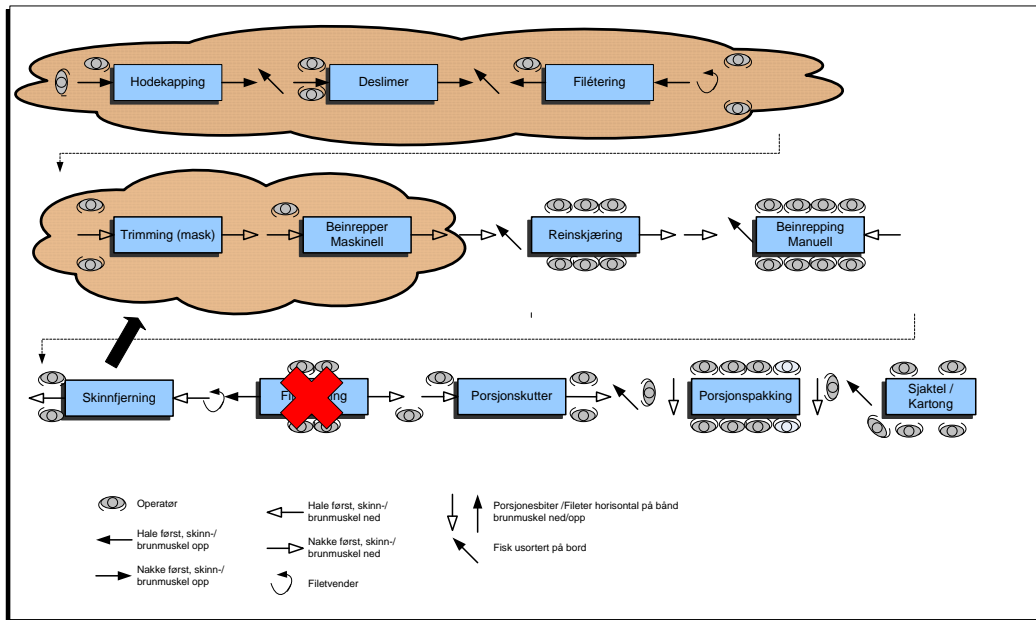 Hodekapping
Deslimer
Filétering
Trimming (mask)
Beinrepper
Maskinell
Reinskjæring
Beinrepping
Manuell
Skinnfjerning
Porsjonskutter
Porsjonspakking
Sjaktel /
Kartong
Operatør
Hale først, skinn-/
brunmuskel opp
Nakke først, skinn-/
brunmuskel opp
Hale først, skinn-/
brunmuskel ned
Nakke først, skinn-/
brunmuskel ned
Filetvender
Porsjonesbiter /Fileter horisontal på bånd
brunmuskel ned/opp
Fisk usortert på bord